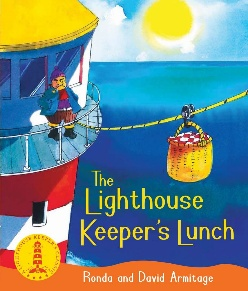 The
Lighthouse
Keeper's Lunch
Ronda and David Armitage